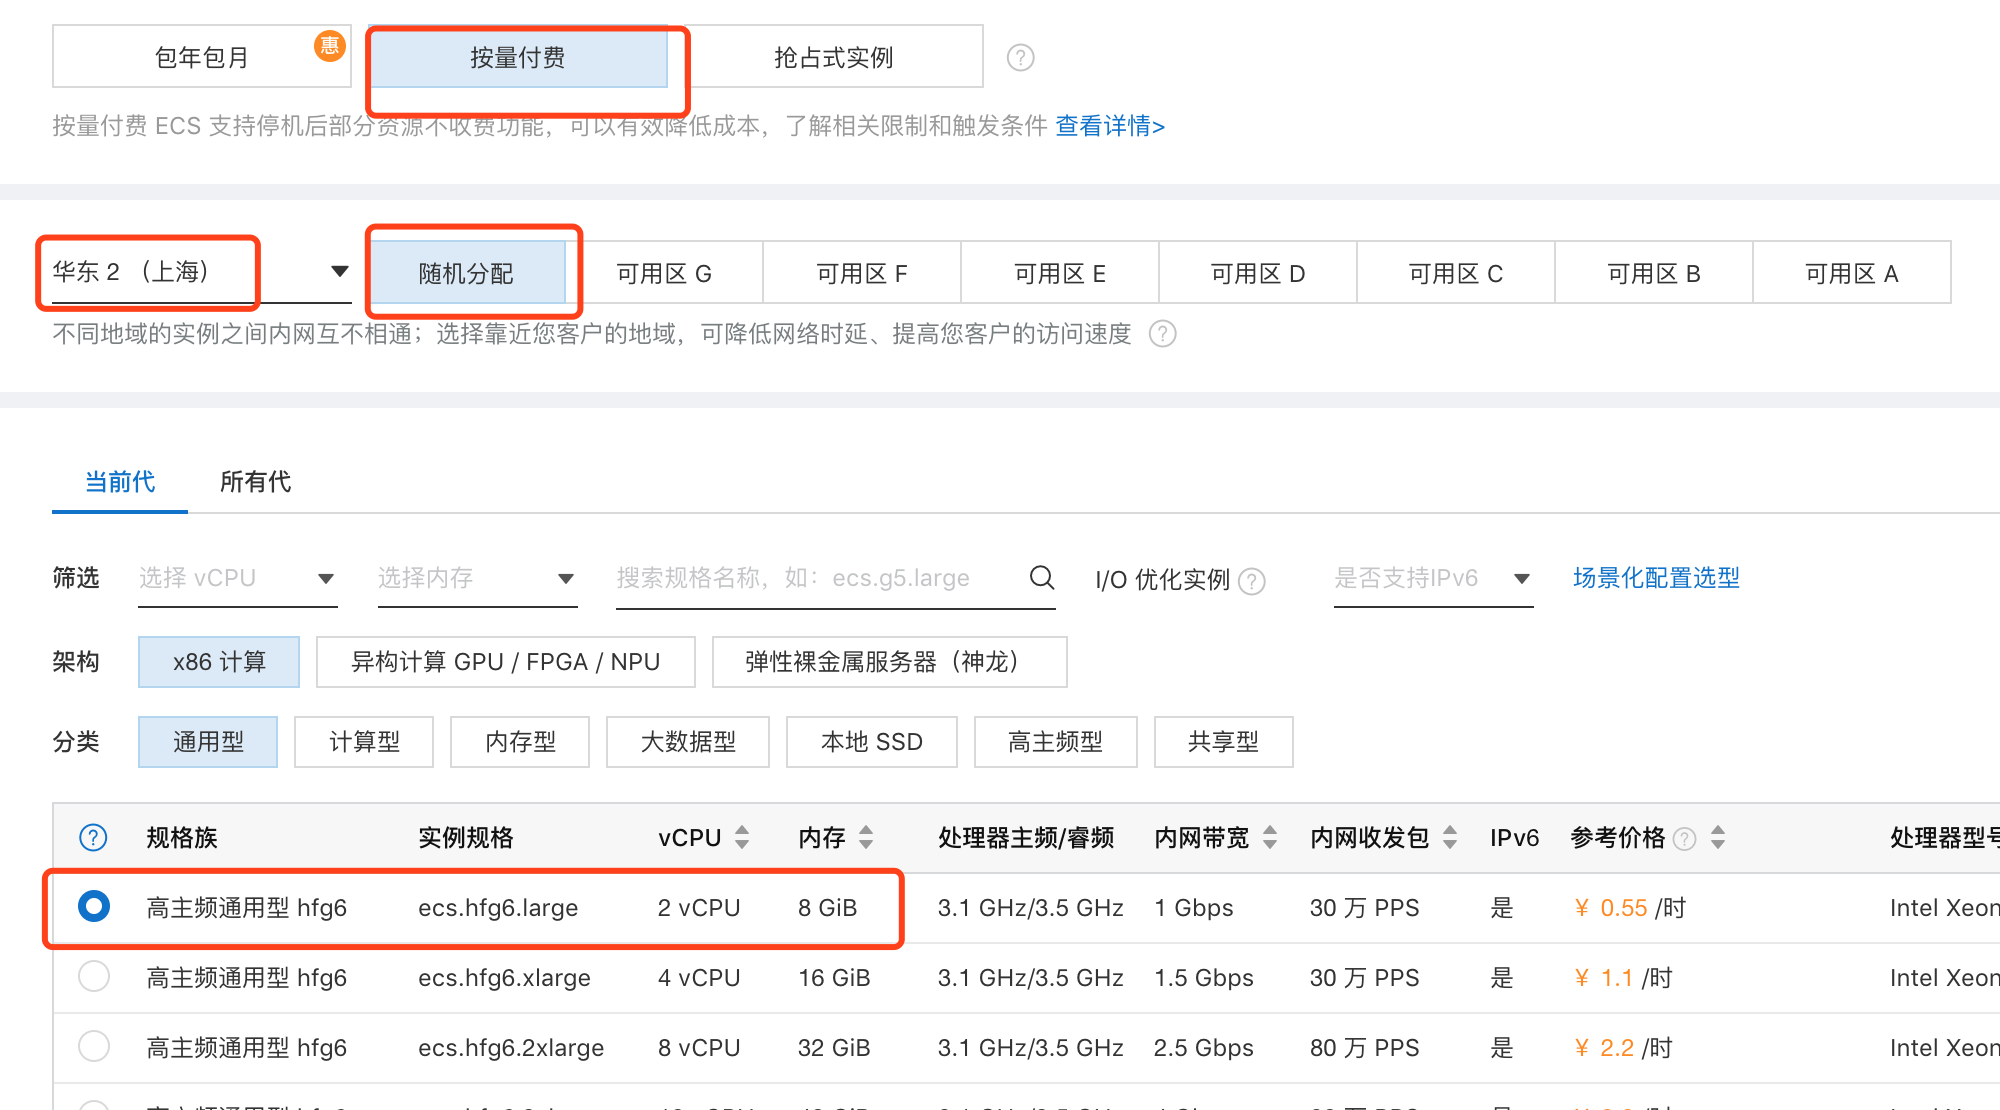 包年包月 惠 按量付费 抢占式实例 ?
按量付费 ECS 支持停机后部分资源不收费功能，可以有效降低成本，了解相关限制和触发条件 查看详情>
华东 2 （上海） 随机分配 可用区 G 可用区 F 可用区 E 可用区 D 可用区 C 可用区 B 可用区 A
不同地域的实例之间内网互不相通；选择靠近您客户的地域，可降低网络时延、提高您客户的访问速度 ?
当前代 所有代
筛选 选择 vCPU 选择内存 搜索规格名称，如：ecs.g5.large I/O 优化实例 ? 是否支持IPv6 场景化配置选型
架构 x86 计算 异构计算 GPU / FPGA / NPU 弹性裸金属服务器（神龙）
分类 通用型 计算型 内存型 大数据型 本地 SSD 高主频型 共享型
? 规格族 实例规格 vCPU 内存 处理器主频/睿频 内网带宽 内网收发包 IPv6 参考价格 ? 处理器型号
高主频通用型 hfg6 ecs.hfg6.large 2 vCPU 8 GiB 3.1 GHz/3.5 GHz 1 Gbps 30 万 PPS 是 ¥ 0.55 /时 Intel Xeon
高主频通用型 hfg6 ecs.hfg6.xlarge 4 vCPU 16 GiB 3.1 GHz/3.5 GHz 1.5 Gbps 30 万 PPS 是 ¥ 1.1 /时 Intel Xeon
高主频通用型 hfg6 ecs.hfg6.2xlarge 8 vCPU 32 GiB 3.1 GHz/3.5 GHz 2.5 Gbps 80 万 PPS 是 ¥ 2.2 /时 Intel Xeon